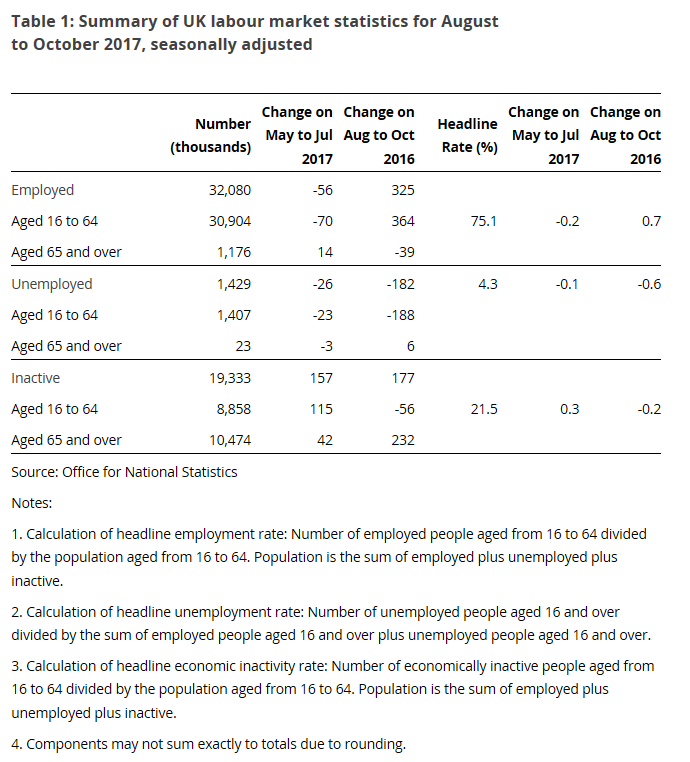 Table 1: Summary of UK labour market statistics for August
to October 2017, seasonally adjusted
Number (thousands) Change on May to Jul 2017 Change on Aug to Oct 2016 Headline Rate (%) Change on May to Jul 2017 Change on Aug to Oct 2016
Employed 32,080 -56 325
Aged 16 to 64 30,904 -70 364 75.1 -0.2 0.7
Aged 65 and over 1,176 14 -39
Unemployed 1,429 -26 -182 4.3 -0.1 -0.6
Aged 16 to 64 1,407 -23 -188
Aged 65 and over 23 -3 6
Inactive 19,333 157 177
Aged 16 to 64 8,858 115 -56 21.5 0.3 -0.2
Aged 65 and over 10,474 42 232
Source: Office for National Statistics
Notes:
1. Calculation of headline employment rate: Number of employed people aged from 16 to 64 divided
by the population aged from 16 to 64. Population is the sum of employed plus unemployed plus
inactive.
2. Calculation of headline unemployment rate: Number of unemployed people aged 16 and over
divided by the sum of employed people aged 16 and over plus unemployed people aged 16 and over.
3. Calculation of headline economic inactivity rate: Number of economically inactive people aged from
16 to 64 divided by the population aged from 16 to 64. Population is the sum of employed plus
unemployed plus inactive.
4. Components may not sum exactly to totals due to rounding.